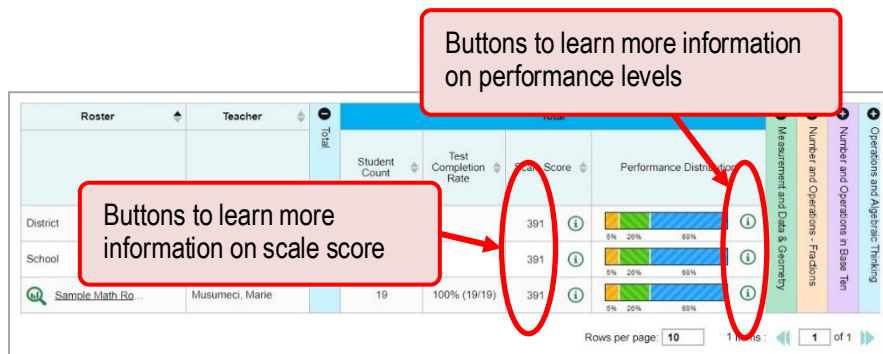 Buttons to learn more information
on performance levels
Roster
Teacher
Total
Student
Count
Test
Completion
Rate
Scale Score
Performance Distribution
Measurement and Data & Geometry
Number and Operations - Fractions
Number and Operations in Base Ten
Operations and Algebraic Thinking
Buttons to learn more
information on scale score
District
391
5% 26% 68%
School
391
5% 26% 68%
Sample Math Ro...
Musumeci, Marie
19
100% (19/19)
391
5% 26% 68%
Rows per page: 10
1 of 1